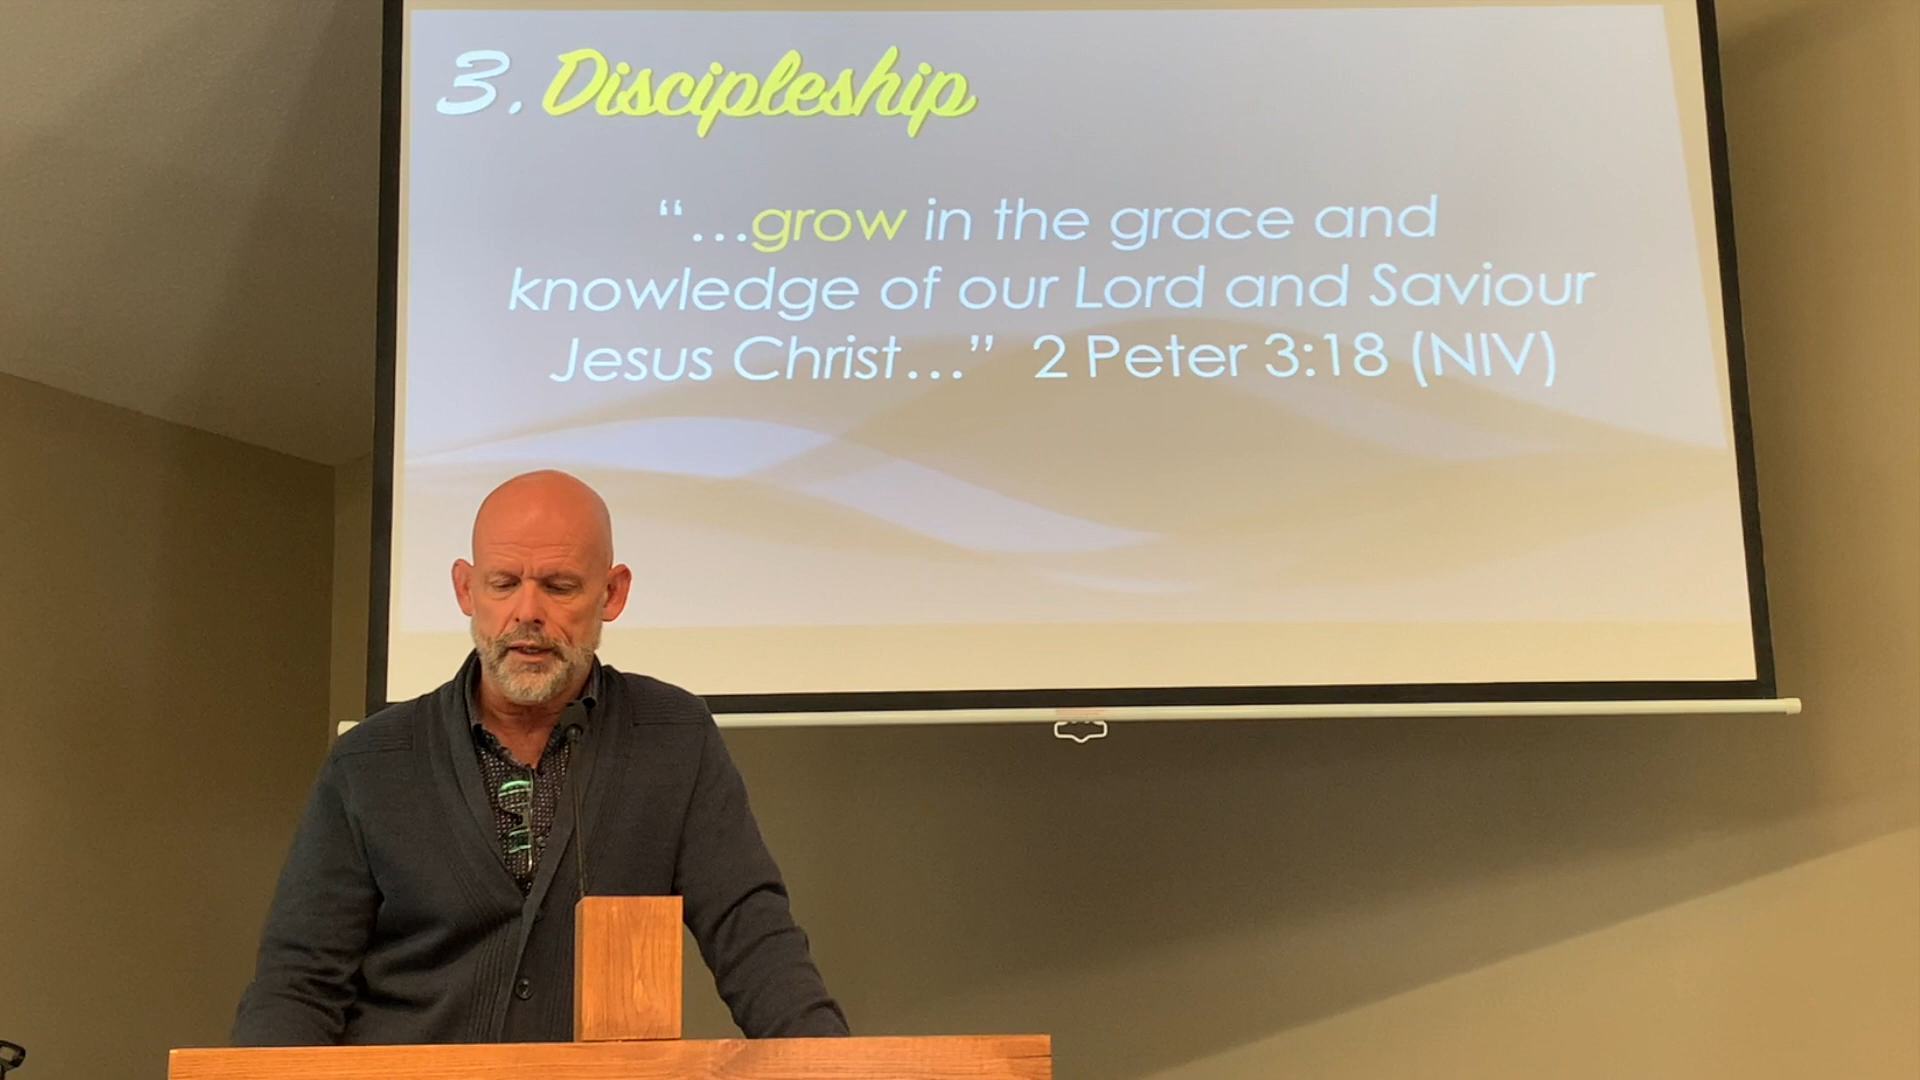 3. Discipleship
“...grow in the grace and
knowledge of our Lord and Saviour
Jesus Christ...” 2 Peter 3:18 (NIV)